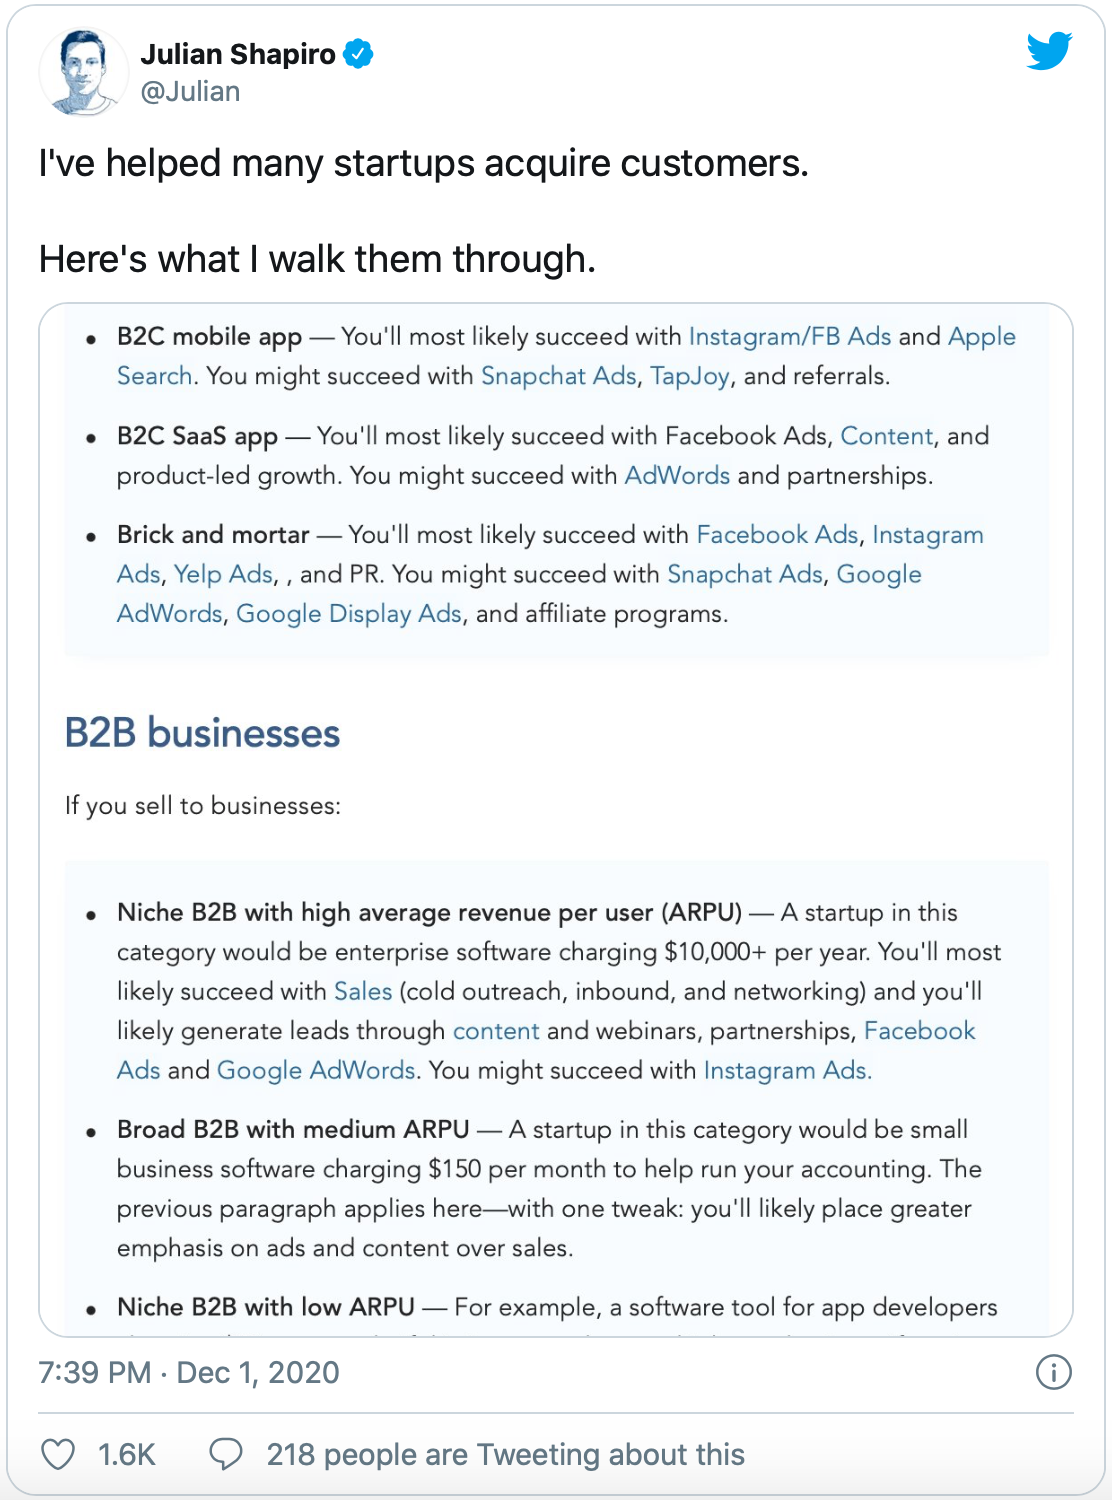 Julian Shapiro
@Julian
I've helped many startups acquire customers.
Here's what I walk them through.
• B2C mobile app — You'll most likely succeed with Instagram/FB Ads and Apple
Search. You might succeed with Snapchat Ads, TapJoy, and referrals.
• B2C SaaS app — You'll most likely succeed with Facebook Ads, Content, and
product-led growth. You might succeed with AdWords and partnerships.
• Brick and mortar — You'll most likely succeed with Facebook Ads, Instagram
Ads, Yelp Ads, , and PR. You might succeed with Snapchat Ads, Google
AdWords, Google Display Ads, and affiliate programs.
B2B businesses
If you sell to businesses:
• Niche B2B with high average revenue per user (ARPU) — A startup in this
category would be enterprise software charging $10,000+ per year. You'll most
likely succeed with Sales (cold outreach, inbound, and networking) and you'll
likely generate leads through content and webinars, partnerships, Facebook
Ads and Google AdWords. You might succeed with Instagram Ads.
• Broad B2B with medium ARPU — A startup in this category would be small
business software charging $150 per month to help run your accounting. The
previous paragraph applies here—with one tweak: you'll likely place greater
emphasis on ads and content over sales.
• Niche B2B with low ARPU — For example, a software tool for app developers
7:39 PM · Dec 1, 2020
1.6K 218 people are Tweeting about this